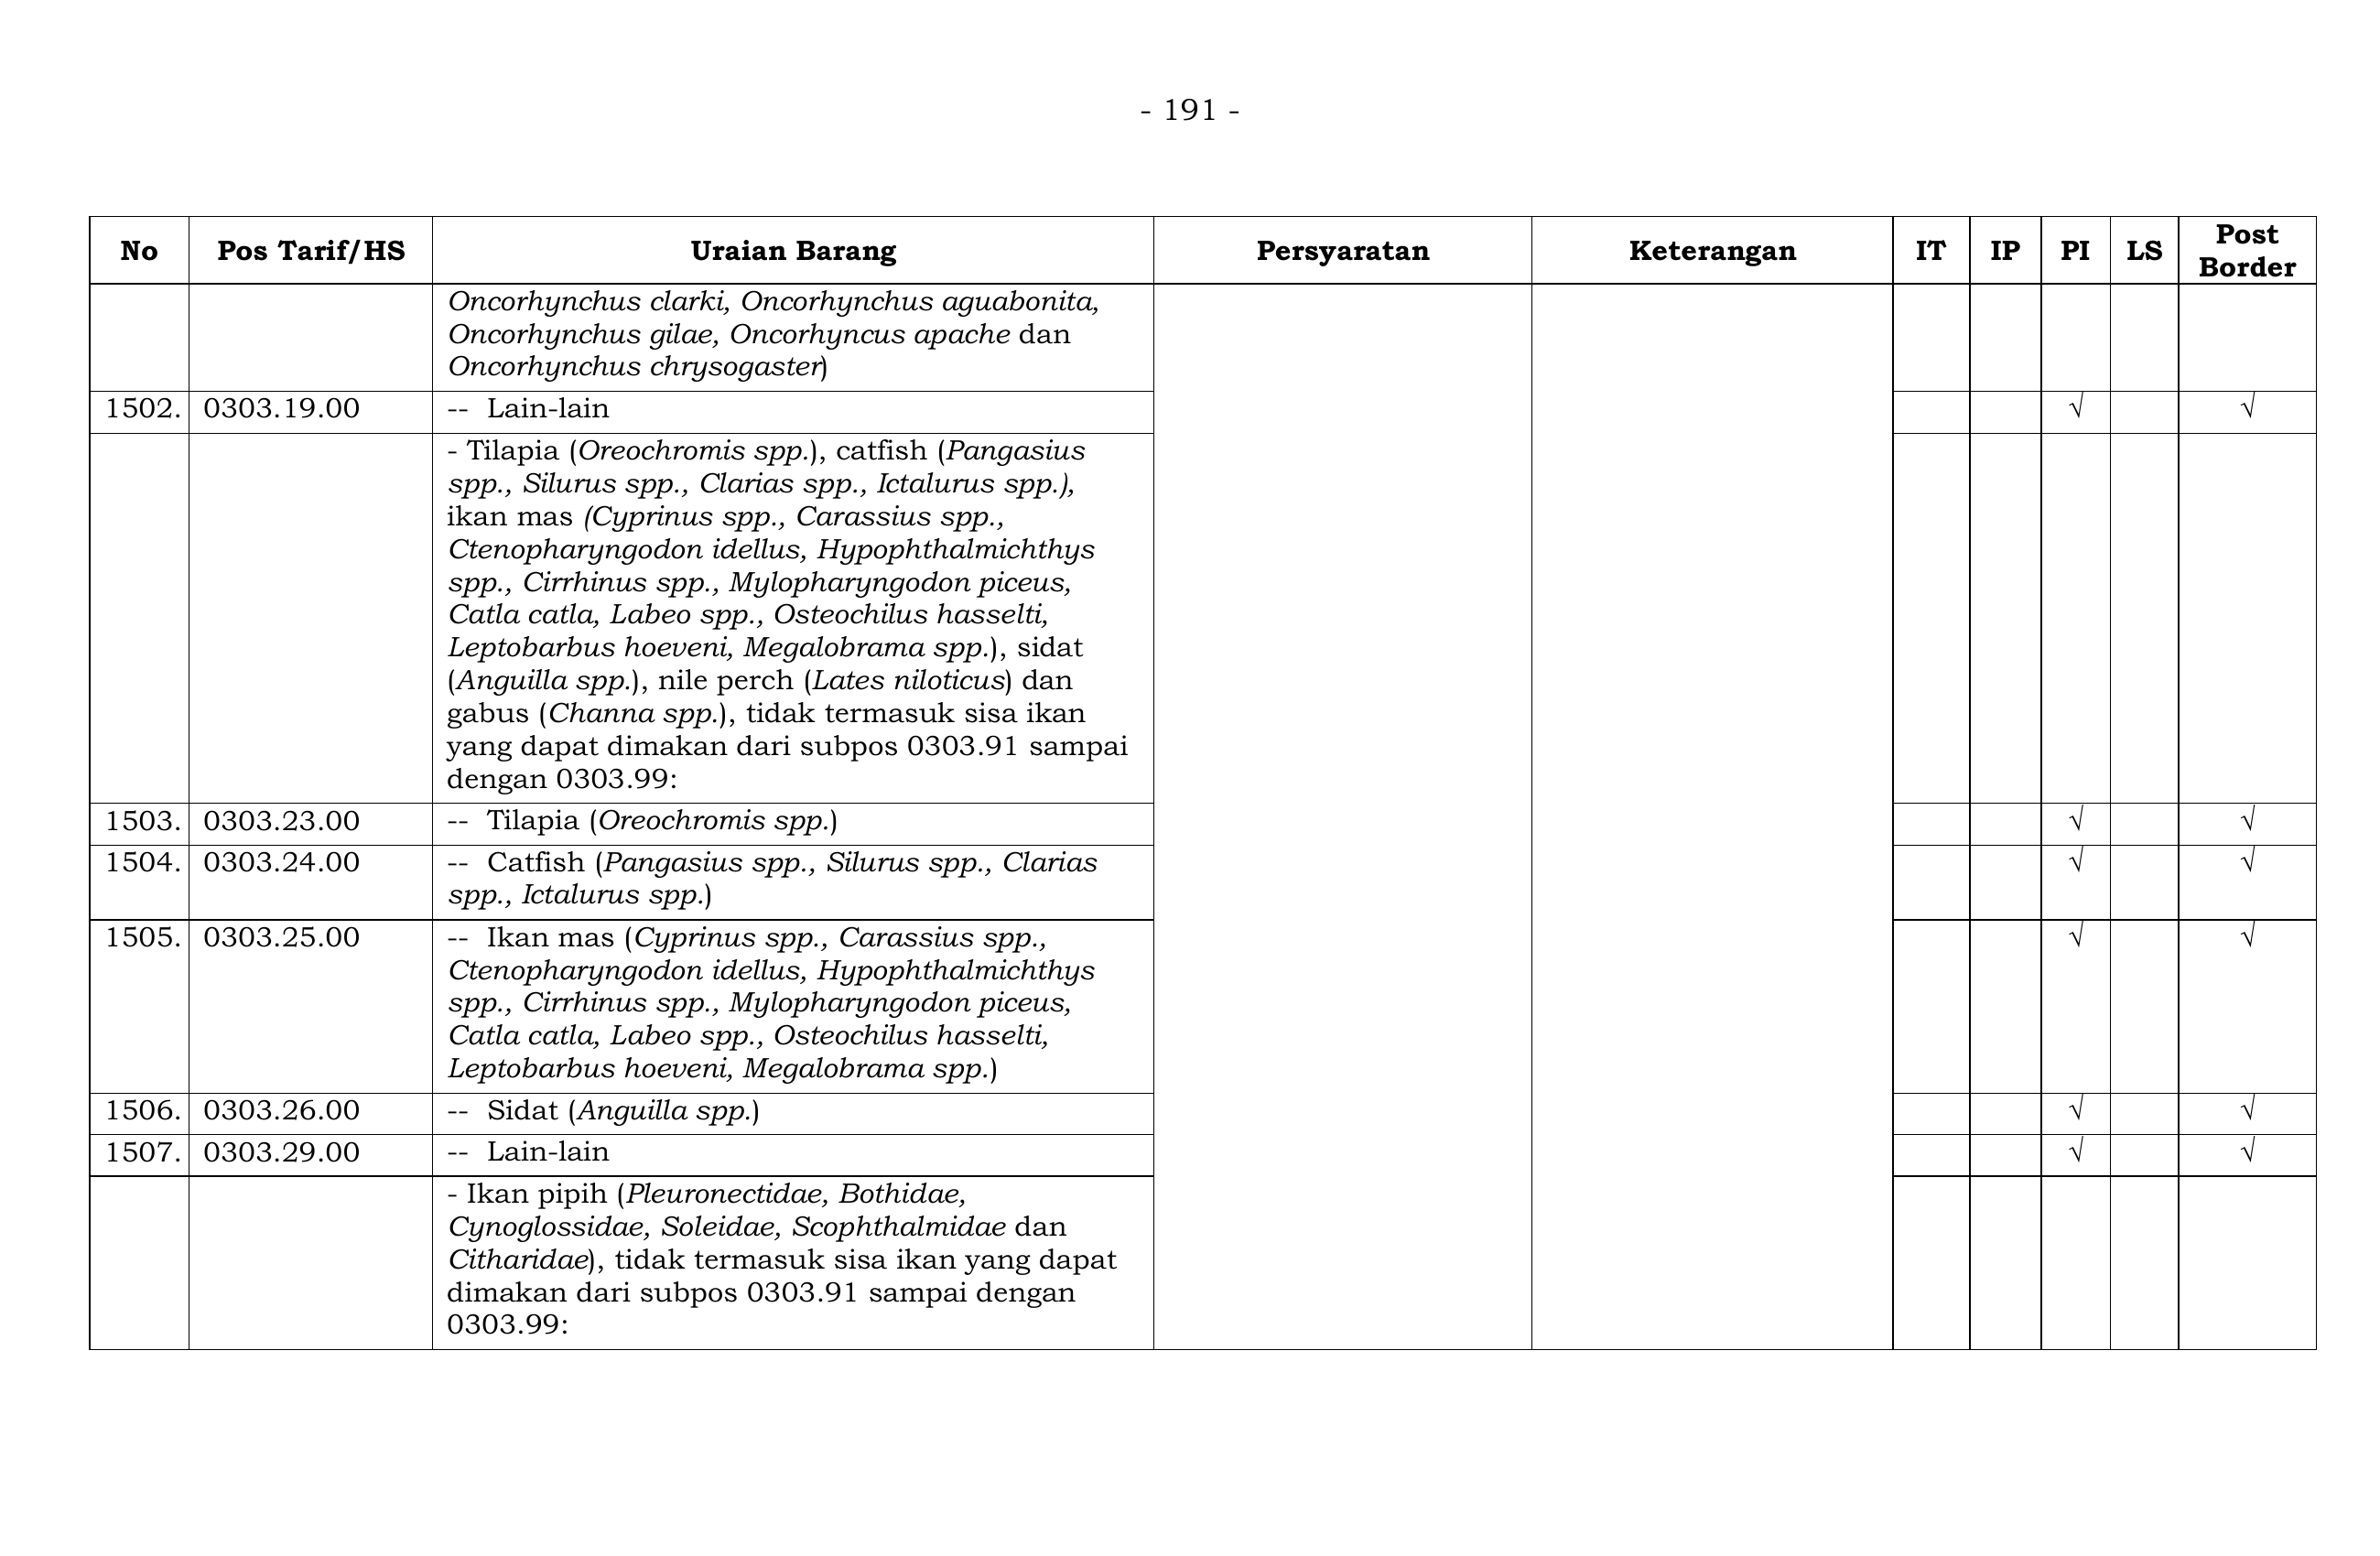 - 191 -
No Pos Tarif/HS Uraian Barang Persyaratan Keterangan IT IP PI LS Post Border
Oncorhynchus clarki, Oncorhynchus aguabonita,
Oncorhynchus gilae, Oncorhyncus apache dan
Oncorhynchus chrysogaster)
1502. 0303.19.00 -- Lain-lain √ √
- Tilapia (Oreochromis spp.), catfish (Pangasius
spp., Silurus spp., Clarias spp., Ictalurus spp.),
ikan mas (Cyprinus spp., Carassius spp.,
Ctenopharyngodon idellus, Hypophthalmichthys
spp., Cirrhinus spp., Mylopharyngodon piceus,
Catla catla, Labeo spp., Osteochilus hasselti,
Leptobarbus hoeveni, Megalobrama spp.), sidat
(Anguilla spp.), nile perch (Lates niloticus) dan
gabus (Channa spp.), tidak termasuk sisa ikan
yang dapat dimakan dari subpos 0303.91 sampai
dengan 0303.99:
1503. 0303.23.00 -- Tilapia (Oreochromis spp.) √ √
1504. 0303.24.00 -- Catfish (Pangasius spp., Silurus spp., Clarias √ √
spp., Ictalurus spp.)
1505. 0303.25.00 -- Ikan mas (Cyprinus spp., Carassius spp., √ √
Ctenopharyngodon idellus, Hypophthalmichthys
spp., Cirrhinus spp., Mylopharyngodon piceus,
Catla catla, Labeo spp., Osteochilus hasselti,
Leptobarbus hoeveni, Megalobrama spp.)
1506. 0303.26.00 -- Sidat (Anguilla spp.) √ √
1507. 0303.29.00 -- Lain-lain √ √
- Ikan pipih (Pleuronectidae, Bothidae,
Cynoglossidae, Soleidae, Scophthalmidae dan
Citharidae), tidak termasuk sisa ikan yang dapat
dimakan dari subpos 0303.91 sampai dengan
0303.99: